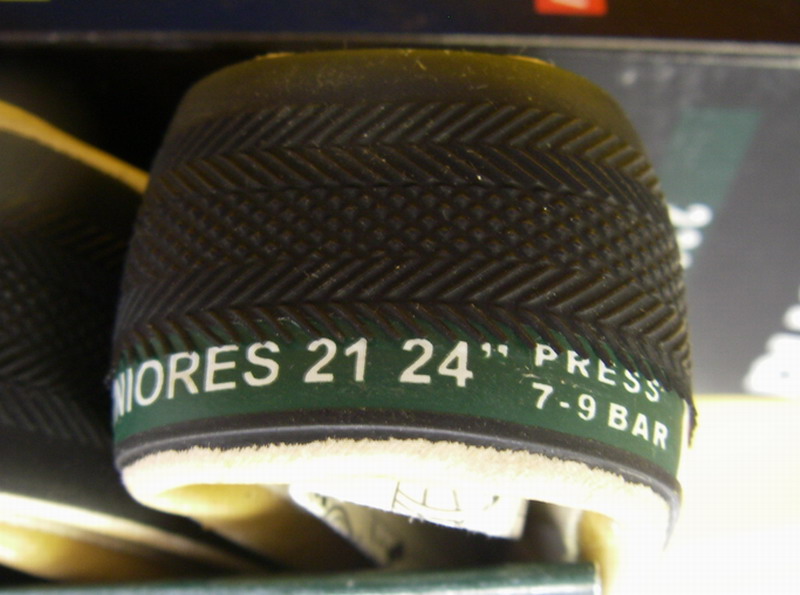 NIORES 21 24” PRESS
7-9 BAR